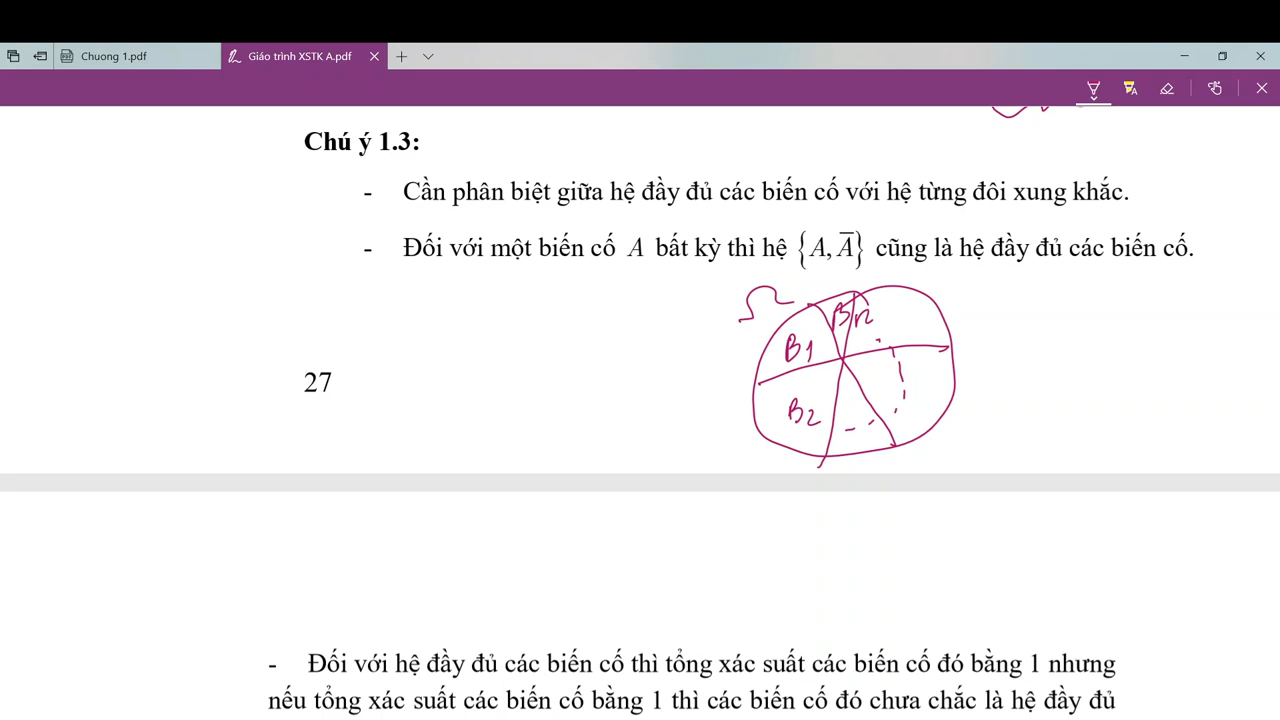 Chuong 1.pdf
Giáo trình XSTK A.pdf
Chú ý 1.3:
- Cần phân biệt giữa hệ đầy đủ các biến cố với hệ từng đôi xung khắc.
- Đối với một biến cố A bất kỳ thì hệ {A, A̅} cũng là hệ đầy đủ các biến cố.
Ω
Bn
B1
B2
27
- Đối với hệ đầy đủ các biến cố thì tổng xác suất các biến cố đó bằng 1 nhưng
nếu tổng xác suất các biến cố bằng 1 thì các biến cố đó chưa chắc là hệ đầy đủ